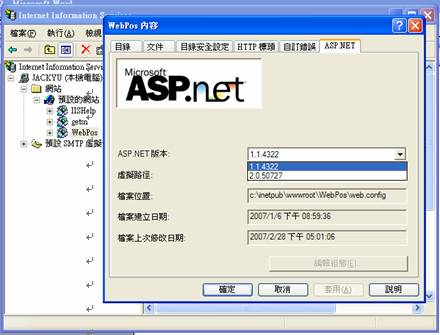 Microsoft Word
Internet Information Servi
檔案(F) 執行(A) 檢視
Internet Information Servi
JACKYU (本機電腦)
網站
預設的網站
IISHelp
getm
WebPos
預設 SMTP 虛擬
WebPos 內容
目錄 文件 目錄安全設定 HTTP 標頭 自訂錯誤 ASP.NET
Microsoft
ASP.net
ASP.NET 版本: 1.1.4322
1.1.4322
虛擬路徑: 2.0.50727
檔案位置: c:\inetpub\wwwroot\WebPos\web.config
檔案建立日期: 2007/1/6 下午 08:59:36
檔案上次修改日期: 2007/2/28 下午 05:01:06
編輯組態(E)...
確定 取消 套用(A) 說明